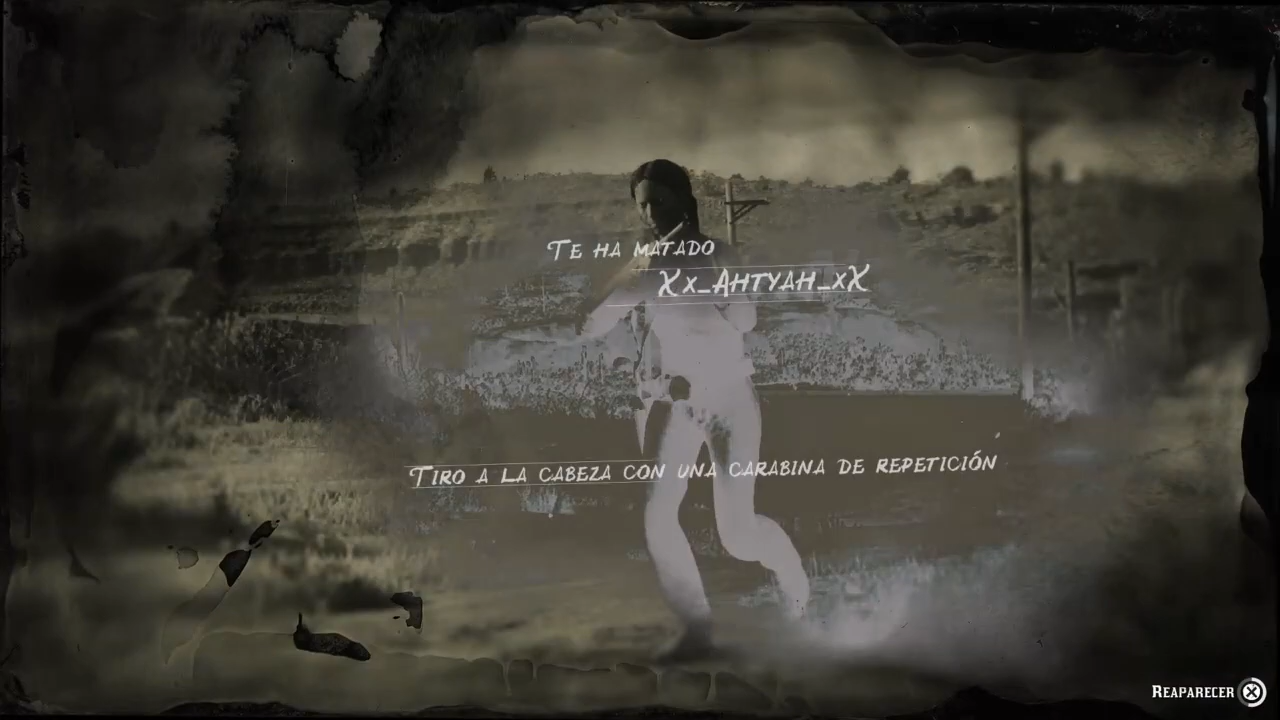 Te ha matado
Xx_Ahtyah_xX
Tiro a la cabeza con una carabina de repetición
Reaparecer